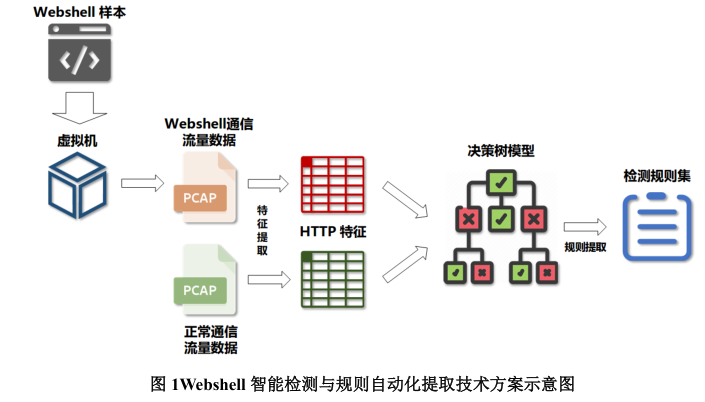 Webshell 样本
虚拟机
Webshell通信
流量数据
PCAP
特征提取
HTTP 特征
PCAP
正常通信
流量数据
决策树模型
规则提取
检测规则集
图 1Webshell 智能检测与规则自动化提取技术方案示意图